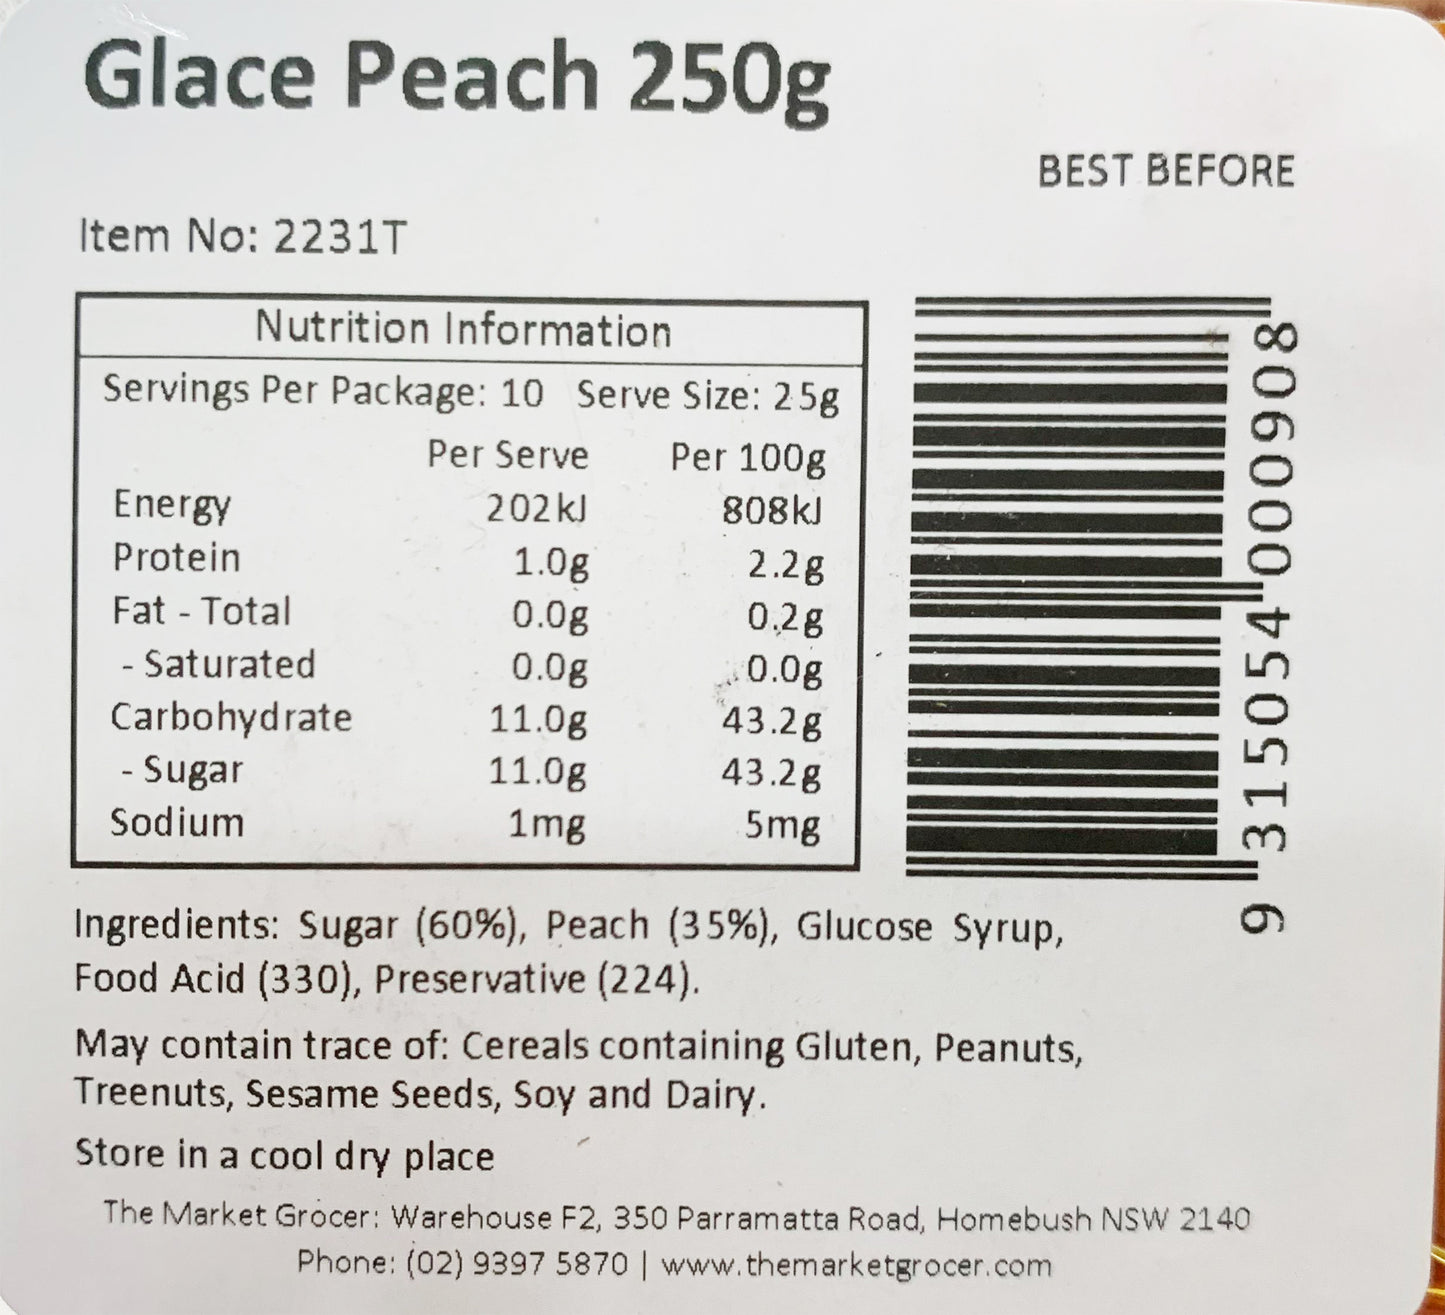 Glace Peach 250g
BEST BEFORE
Item No: 2231T
Nutrition Information
Servings Per Package: 10 Serve Size: 25g
Per Serve Per 100g
Energy 202kJ 808kJ
Protein 1.0g 2.2g
Fat - Total 0.0g 0.2g
- Saturated 0.0g 0.0g
Carbohydrate 11.0g 43.2g
- Sugar 11.0g 43.2g
Sodium 1mg 5mg
9 315054 000908
Ingredients: Sugar (60%), Peach (35%), Glucose Syrup,
Food Acid (330), Preservative (224).
May contain trace of: Cereals containing Gluten, Peanuts,
Treenuts, Sesame Seeds, Soy and Dairy.
Store in a cool dry place
The Market Grocer: Warehouse F2, 350 Parramatta Road, Homebush NSW 2140
Phone: (02) 9397 5870 | www.themarketgrocer.com